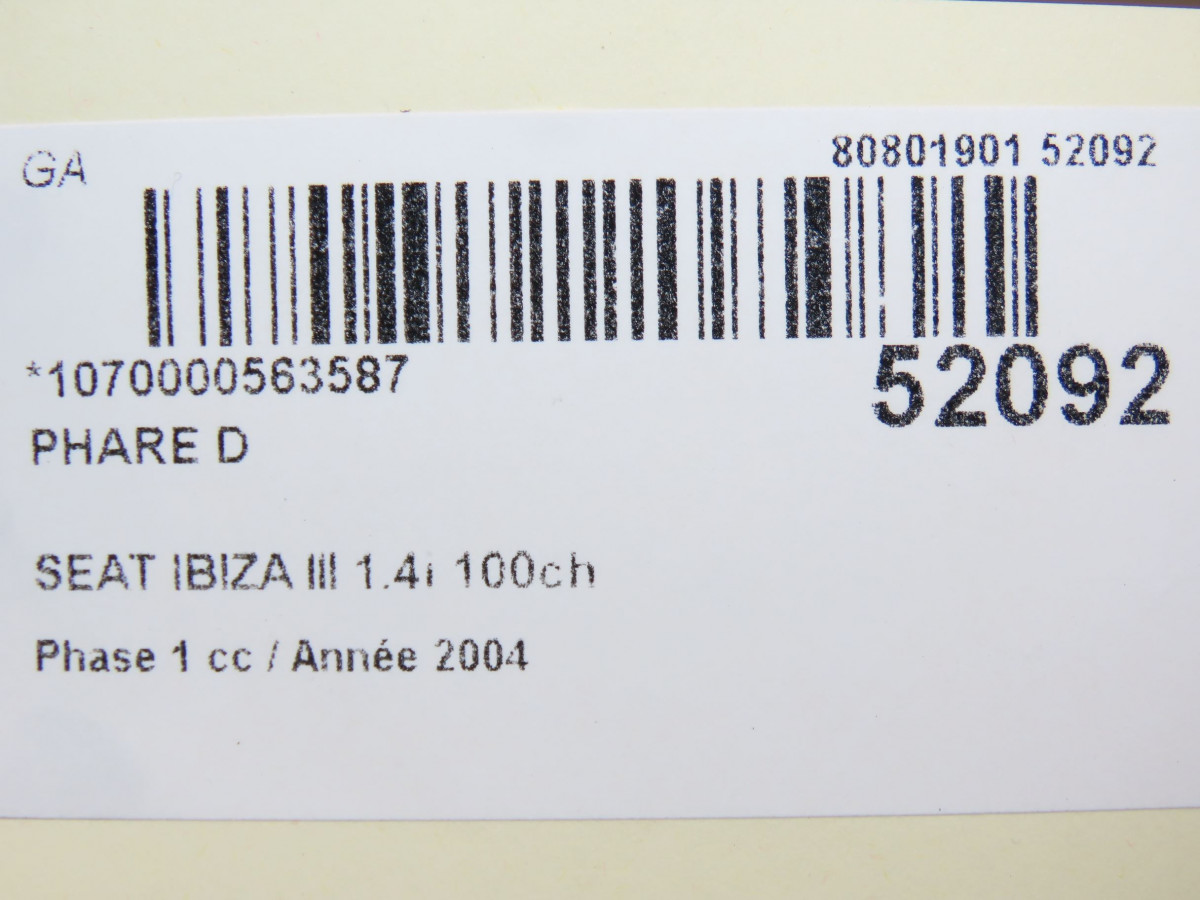 GA
80801901 52092
*1070000563587
52092
PHARE D
SEAT IBIZA III 1.4i 100ch
Phase 1 cc / Année 2004